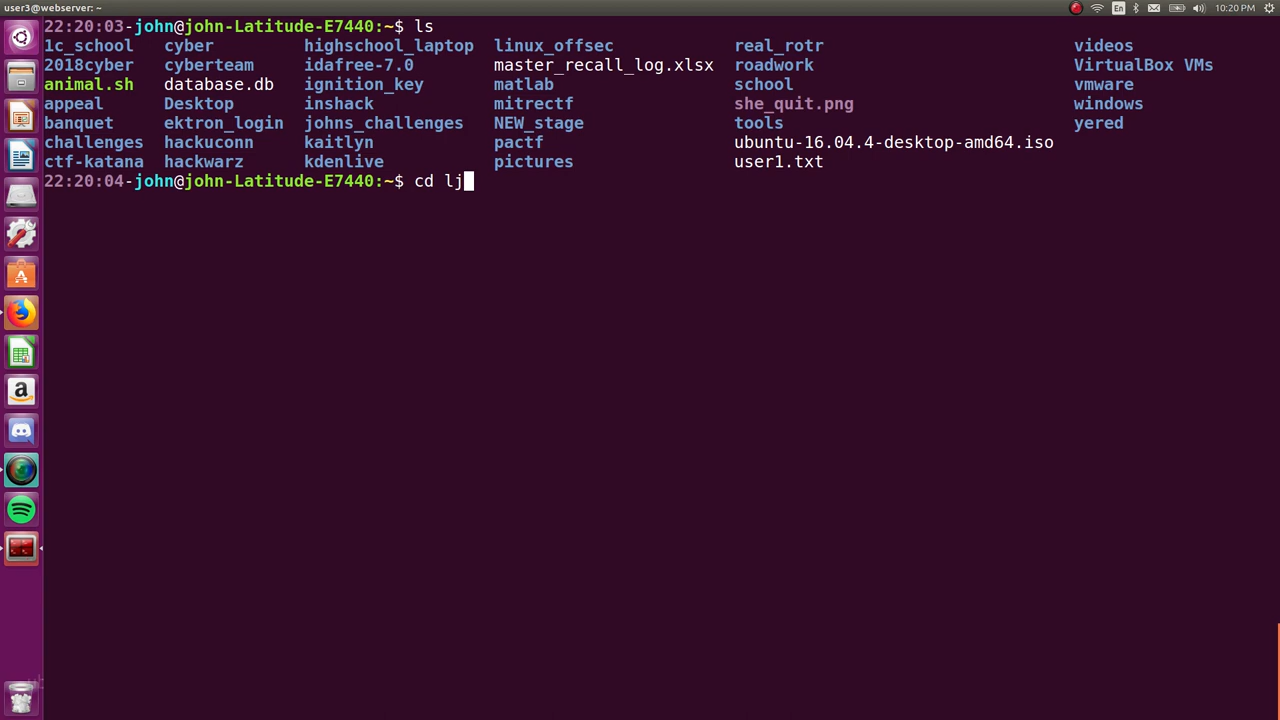 user3@webserver: ~ En 10:20 PM
22:20:03-john@john-Latitude-E7440:~$ ls
1c_school cyber highschool_laptop linux_offsec real_rotr videos
2018cyber cyberteam idafree-7.0 master_recall_log.xlsx roadwork VirtualBox VMs
animal.sh database.db ignition_key matlab school vmware
appeal Desktop inshack mitrectf she_quit.png windows
banquet ektron_login johns_challenges NEW_stage tools yered
challenges hackuconn kaitlyn pactf ubuntu-16.04.4-desktop-amd64.iso
ctf-katana hackwarz kdenlive pictures user1.txt
22:20:04-john@john-Latitude-E7440:~$ cd lj